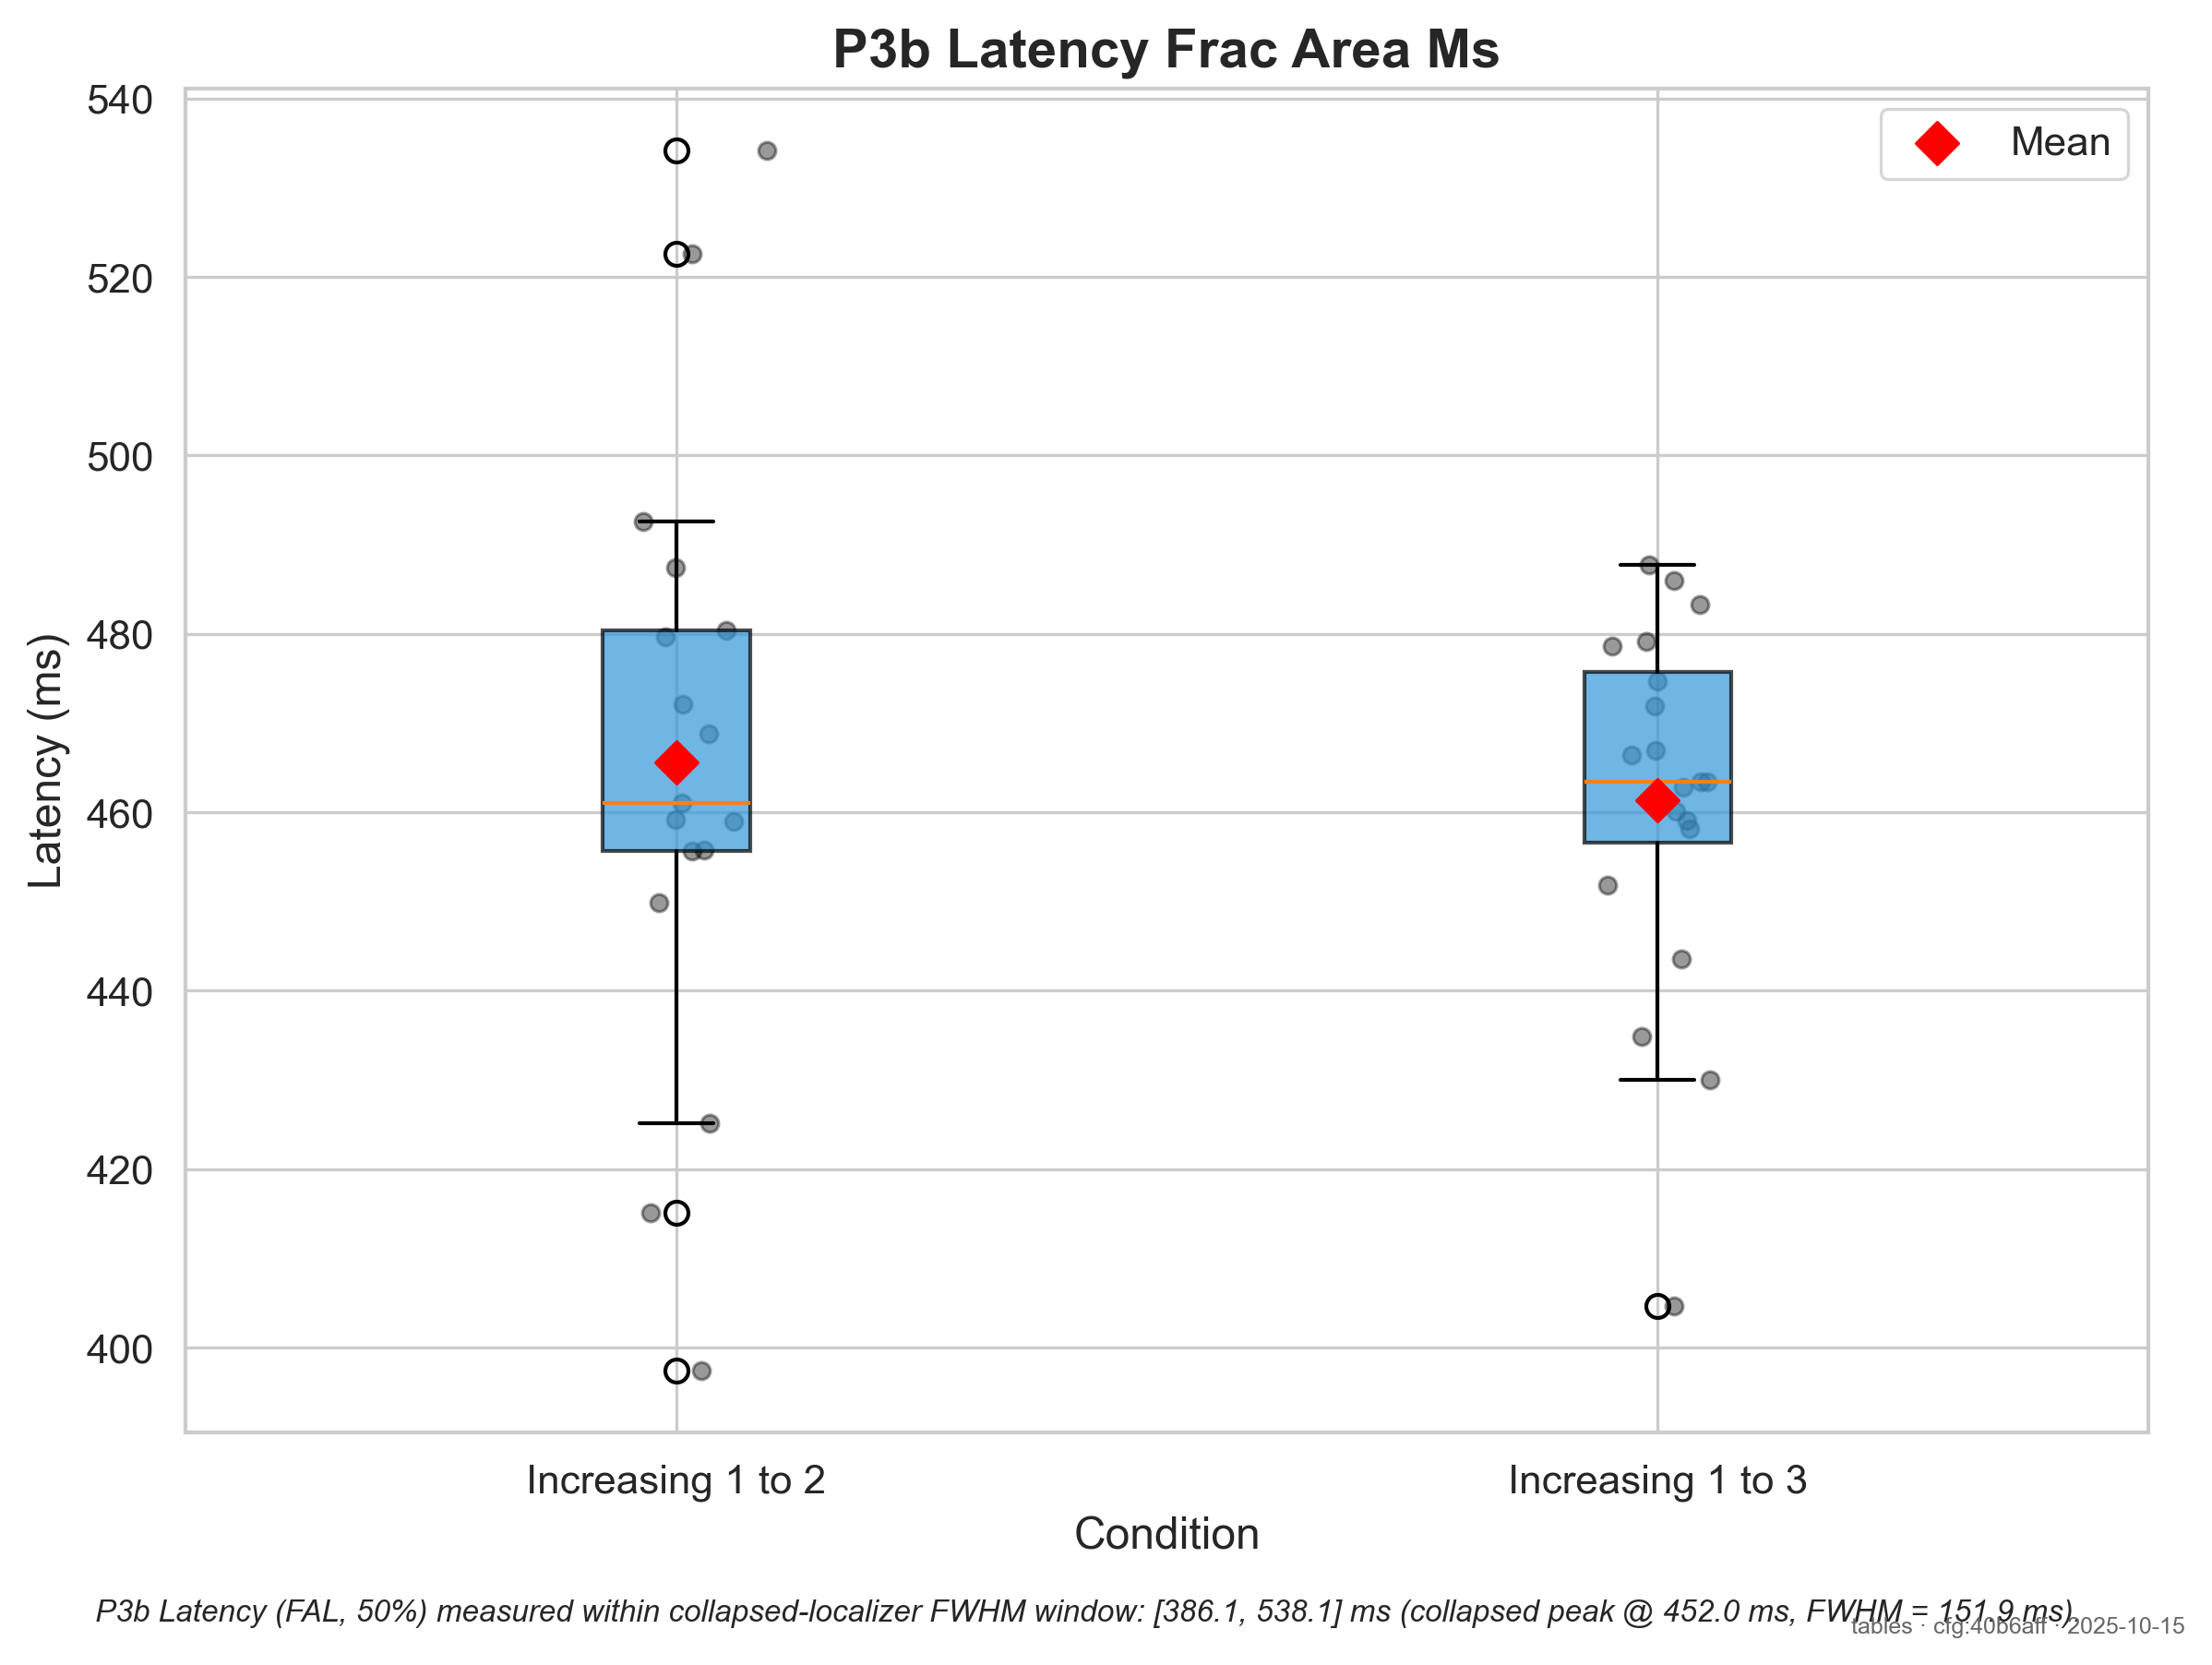 P3b Latency Frac Area Ms
Mean
540
520
500
480
460
440
420
400
Latency (ms)
Increasing 1 to 2
Increasing 1 to 3
Condition
P3b Latency (FAL, 50%) measured within collapsed-localizer FWHM window: [386.1, 538.1] ms (collapsed peak @ 452.0 ms, FWHM = 151.9 ms).
tables · cfg:40b6aff · 2025-10-15